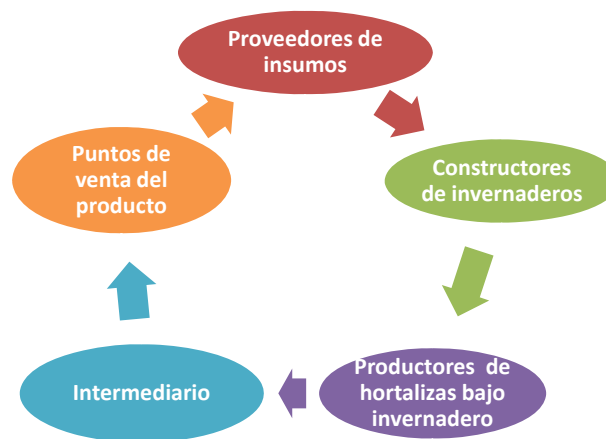 Proveedores de
insumos
Constructores
de invernaderos
Productores de
hortalizas bajo
invernadero
Intermediario
Puntos de
venta del
producto